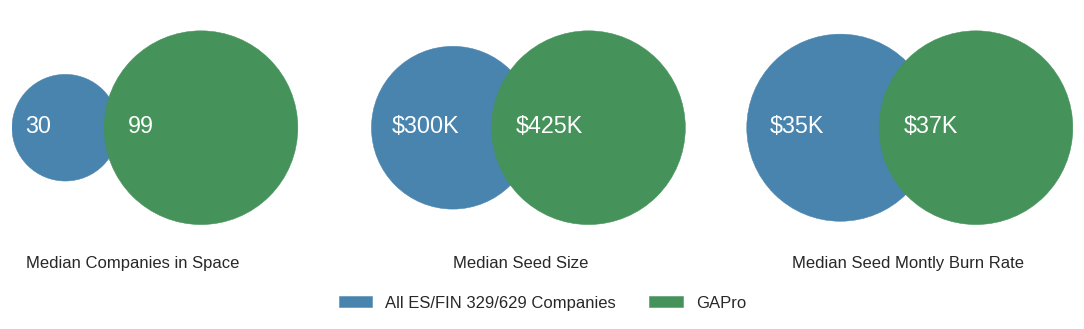 30
99
$300K
$425K
$35K
$37K
Median Companies in Space
Median Seed Size
Median Seed Montly Burn Rate
All ES/FIN 329/629 Companies
GAPro